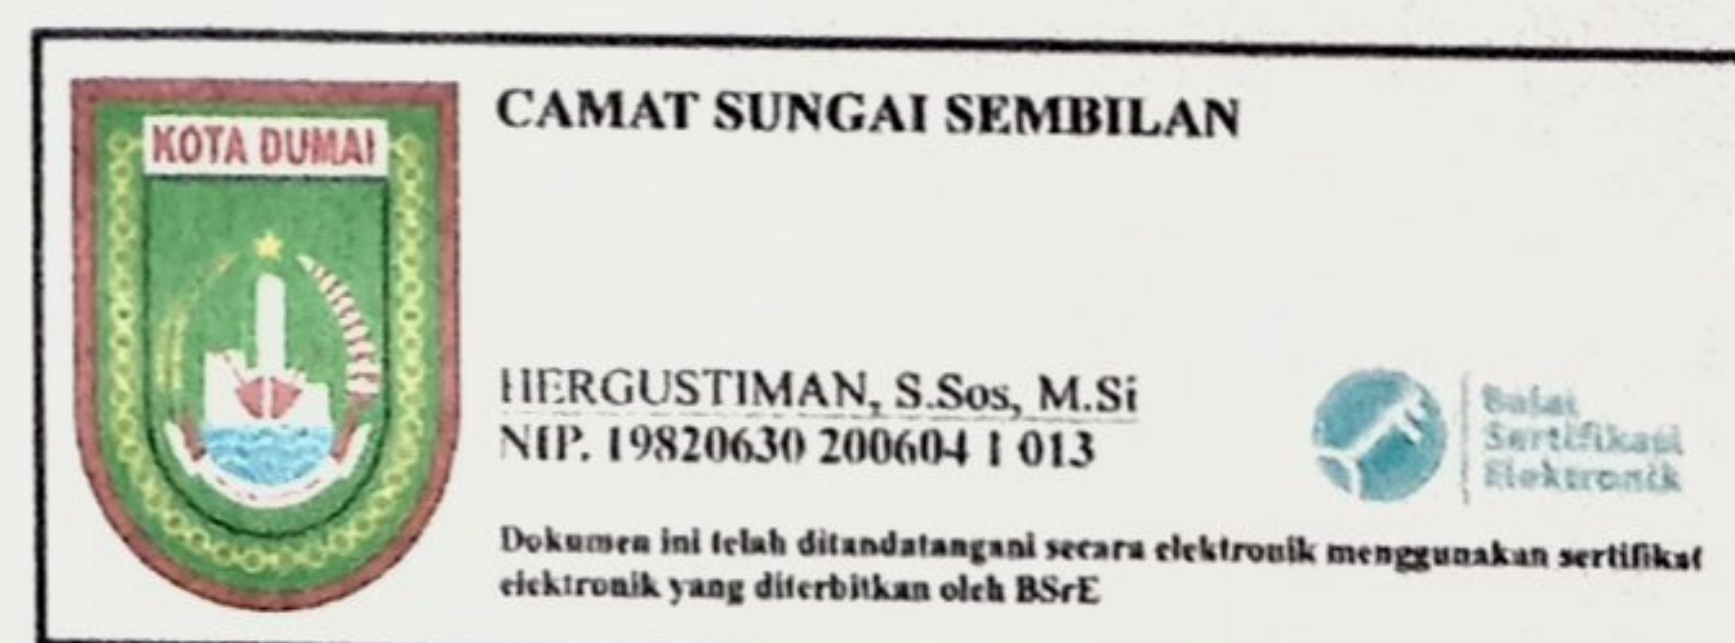 KOTA DUMAI
CAMAT SUNGAI SEMBILAN
HERGUSTIMAN, S.Sos, M.Si
NIP. 19820630 200604 1 013
Balai
Sertifikasi
Elektronik
Dokumen ini telah ditandatangani secara elektronik menggunakan sertifikat
elektronik yang diterbitkan oleh BSrE